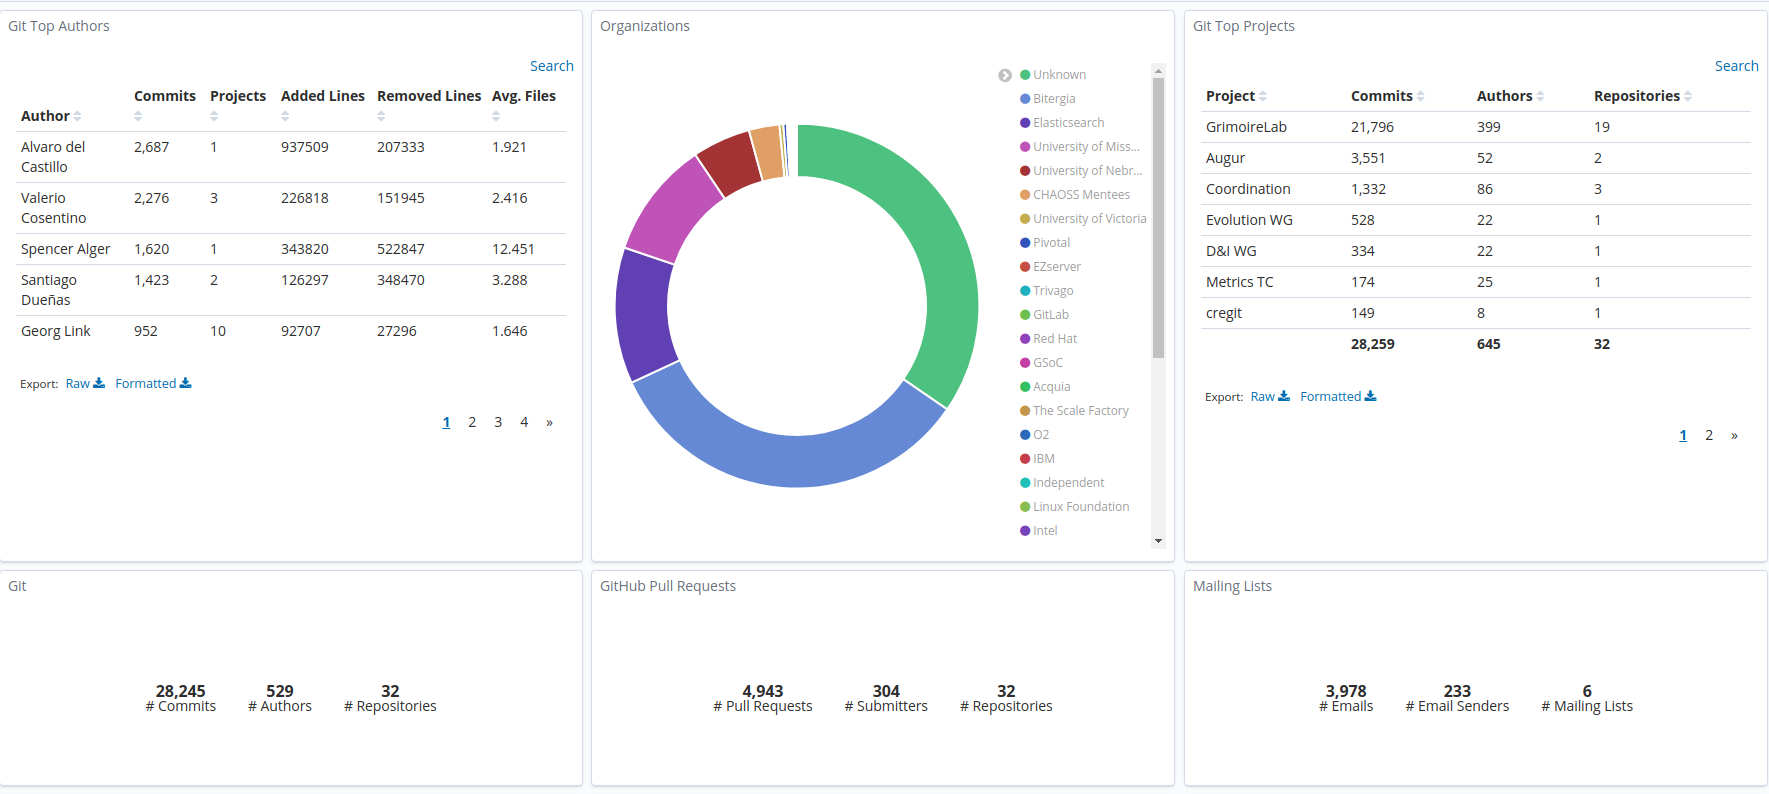 Git Top Authors
Search
Author Commits Projects Added Lines Removed Lines Avg. Files
Alvaro del Castillo 2,687 1 937509 207333 1.921
Valerio Cosentino 2,276 3 226818 151945 2.416
Spencer Alger 1,620 1 343820 522847 12.451
Santiago Dueñas 1,423 2 126297 348470 3.288
Georg Link 952 10 92707 27296 1.646
Export: Raw Formatted
1 2 3 4 »
Organizations
Unknown
Bitergia
Elasticsearch
University of Miss...
University of Nebr...
CHAOSS Mentees
University of Victoria
Pivotal
EZserver
Trivago
GitLab
Red Hat
GSoC
Acquia
The Scale Factory
O2
IBM
Independent
Linux Foundation
Intel
Git Top Projects
Search
Project Commits Authors Repositories
GrimoireLab 21,796 399 19
Augur 3,551 52 2
Coordination 1,332 86 3
Evolution WG 528 22 1
D&I WG 334 22 1
Metrics TC 174 25 1
cregit 149 8 1
28,259 645 32
Export: Raw Formatted
1 2 »
Git
28,245 529 32
# Commits # Authors # Repositories
GitHub Pull Requests
4,943 304 32
# Pull Requests # Submitters # Repositories
Mailing Lists
3,978 233 6
# Emails # Email Senders # Mailing Lists